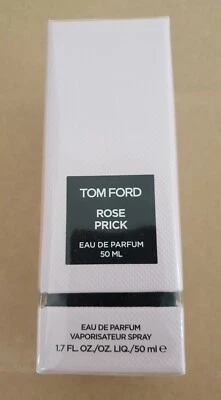 TOM FORD
ROSE
PRICK
EAU DE PARFUM
50 ML
EAU DE PARFUM
VAPORISATEUR SPRAY
1.7 FL. OZ./OZ. LIQ./50 ml ℮